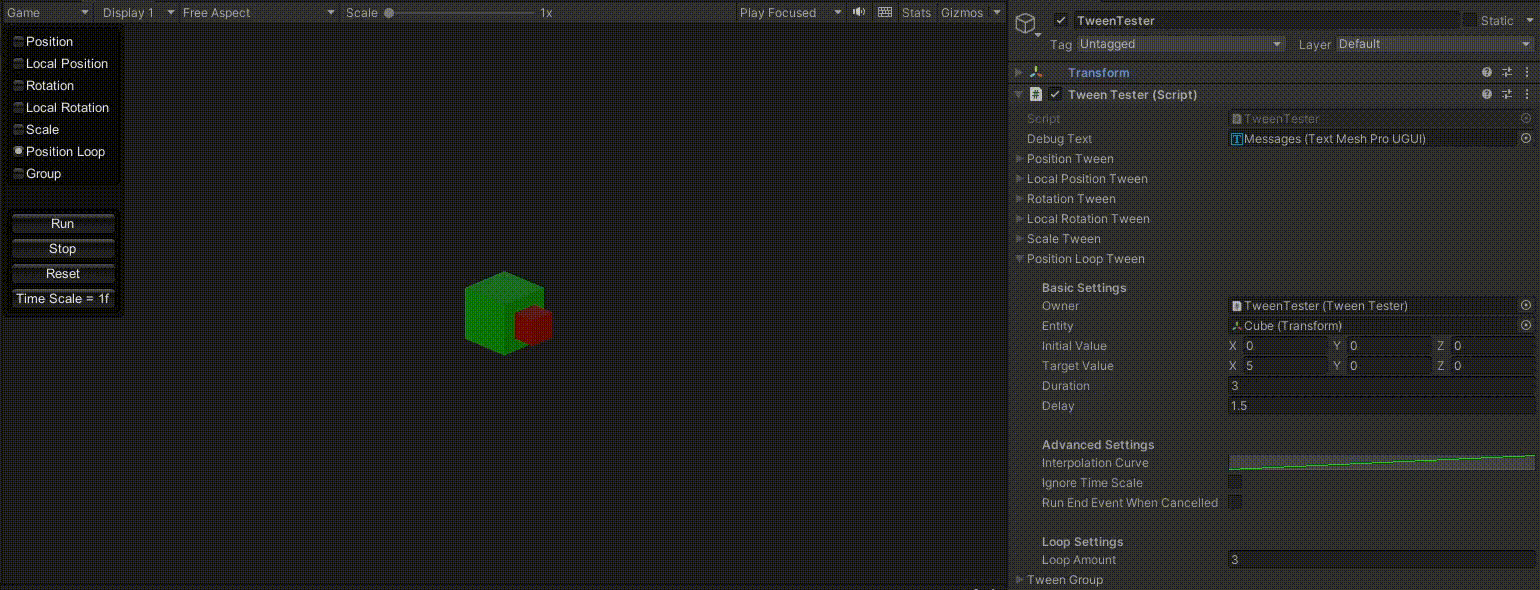 Game Display 1 Free Aspect Scale 1x Play Focused Stats Gizmos
Position
Local Position
Rotation
Local Rotation
Scale
Position Loop
Group
Run
Stop
Reset
Time Scale = 1f
TweenTester Static
Tag Untagged Layer Default
Transform
# Tween Tester (Script)
Script # TweenTester
Debug Text T Messages (Text Mesh Pro UGUI)
Position Tween
Local Position Tween
Rotation Tween
Local Rotation Tween
Scale Tween
Position Loop Tween
Basic Settings
Owner # TweenTester (Tween Tester)
Entity Cube (Transform)
Initial Value X 0 Y 0 Z 0
Target Value X 5 Y 0 Z 0
Duration 3
Delay 1.5
Advanced Settings
Interpolation Curve
Ignore Time Scale
Run End Event When Cancelled
Loop Settings
Loop Amount 3
Tween Group